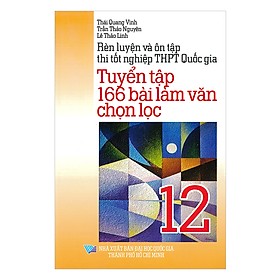 Thái Quang Vinh
Trần Thảo Nguyên
Lê Thảo Linh
Rèn luyện và ôn tập
thi tốt nghiệp THPT Quốc gia
Tuyển tập
166 bài làm văn
chọn lọc
12
NHÀ XUẤT BẢN ĐẠI HỌC QUỐC GIA
THÀNH PHỐ HỒ CHÍ MINH